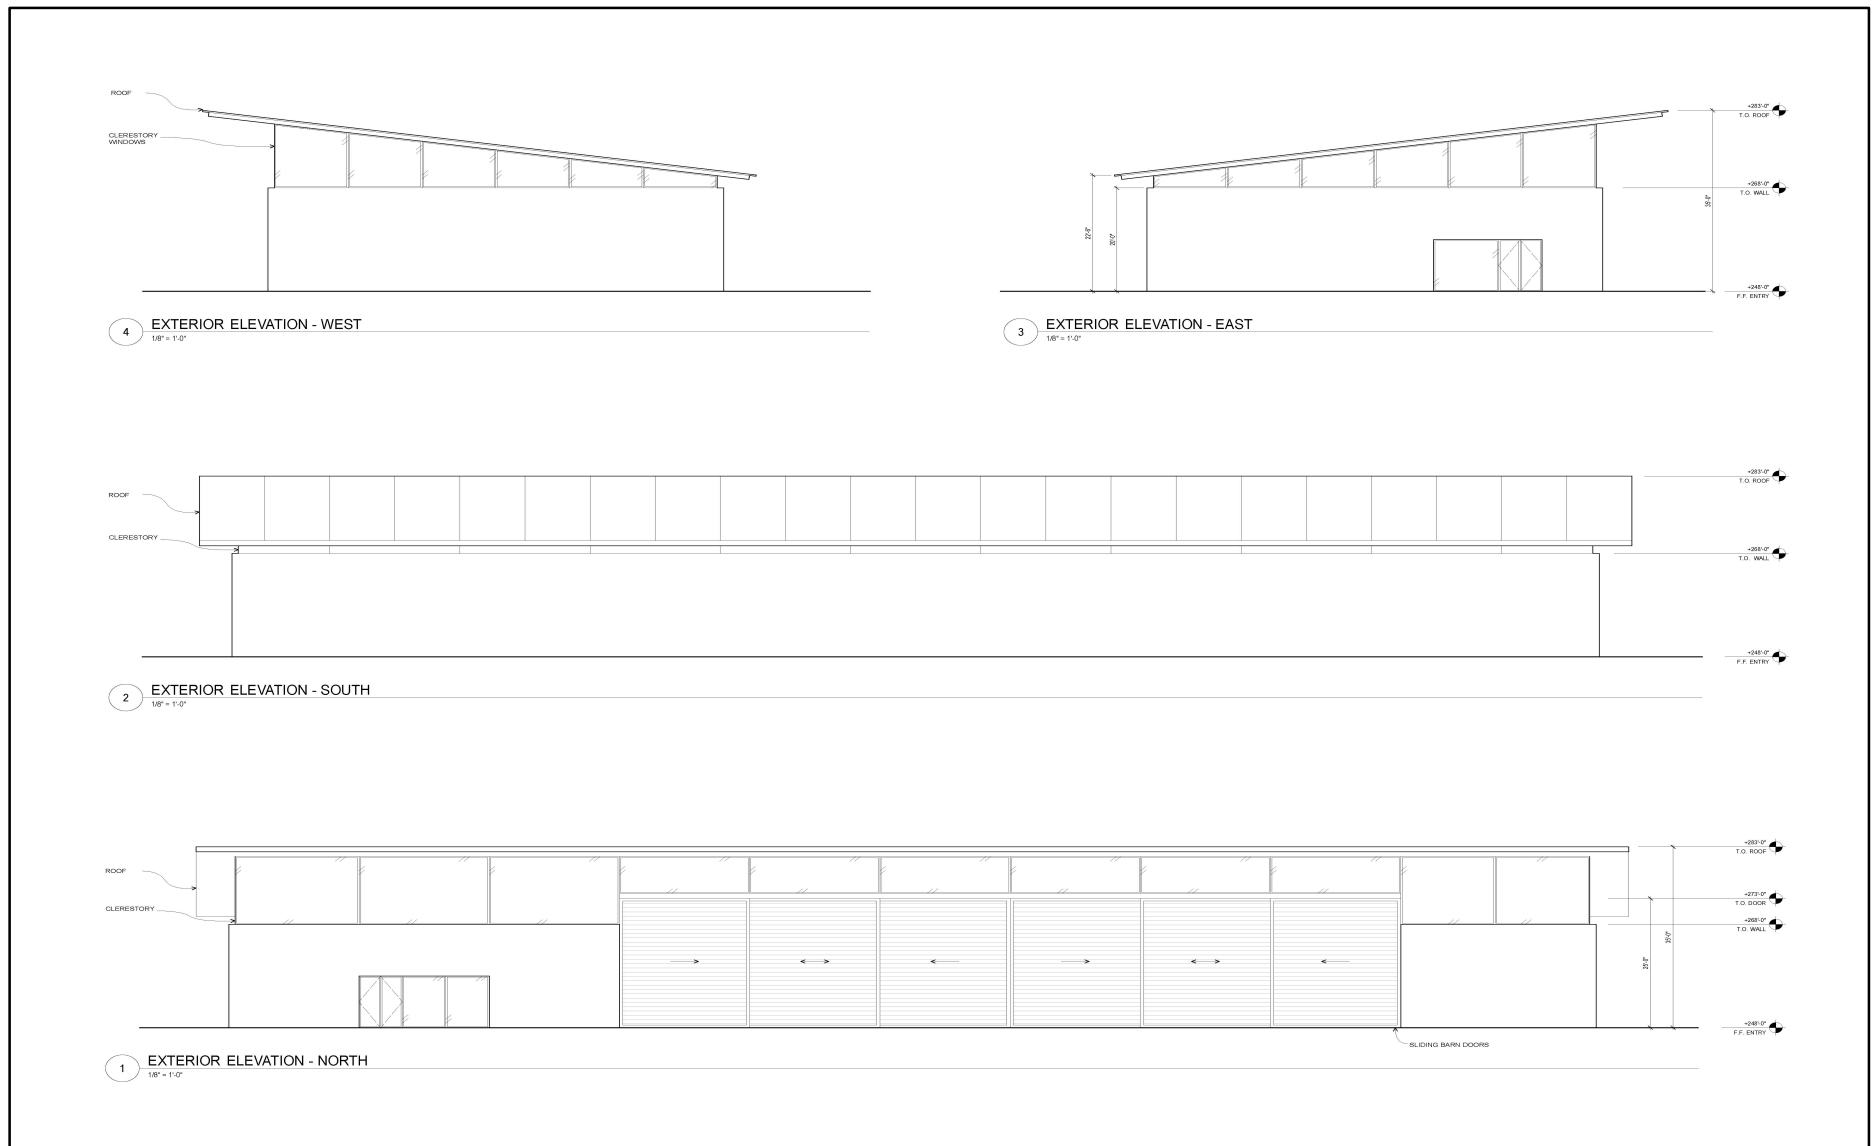 ROOF
CLERESTORY
WINDOWS
4
EXTERIOR ELEVATION - WEST
1/8" = 1'-0"
+283'-0"
T.O. ROOF
+268'-0"
T.O. WALL
35'-0"
22'-6"
20'-0"
+248'-0"
F.F. ENTRY
3
EXTERIOR ELEVATION - EAST
1/8" = 1'-0"
ROOF
CLERESTORY
+283'-0"
T.O. ROOF
+268'-0"
T.O. WALL
+248'-0"
F.F. ENTRY
2
EXTERIOR ELEVATION - SOUTH
1/8" = 1'-0"
ROOF
CLERESTORY
+283'-0"
T.O. ROOF
+273'-0"
T.O. DOOR
+268'-0"
T.O. WALL
35'-0"
25'-0"
+248'-0"
F.F. ENTRY
SLIDING BARN DOORS
1
EXTERIOR ELEVATION - NORTH
1/8" = 1'-0"